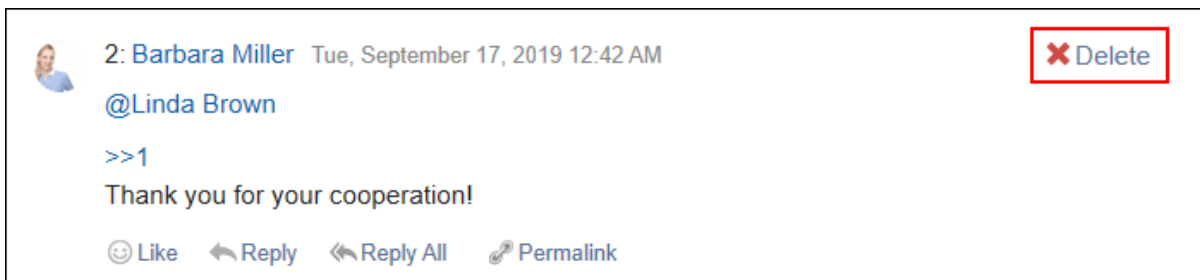 2: Barbara Miller Tue, September 17, 2019 12:42 AM
Delete
@Linda Brown
>>1
Thank you for your cooperation!
Like Reply Reply All Permalink